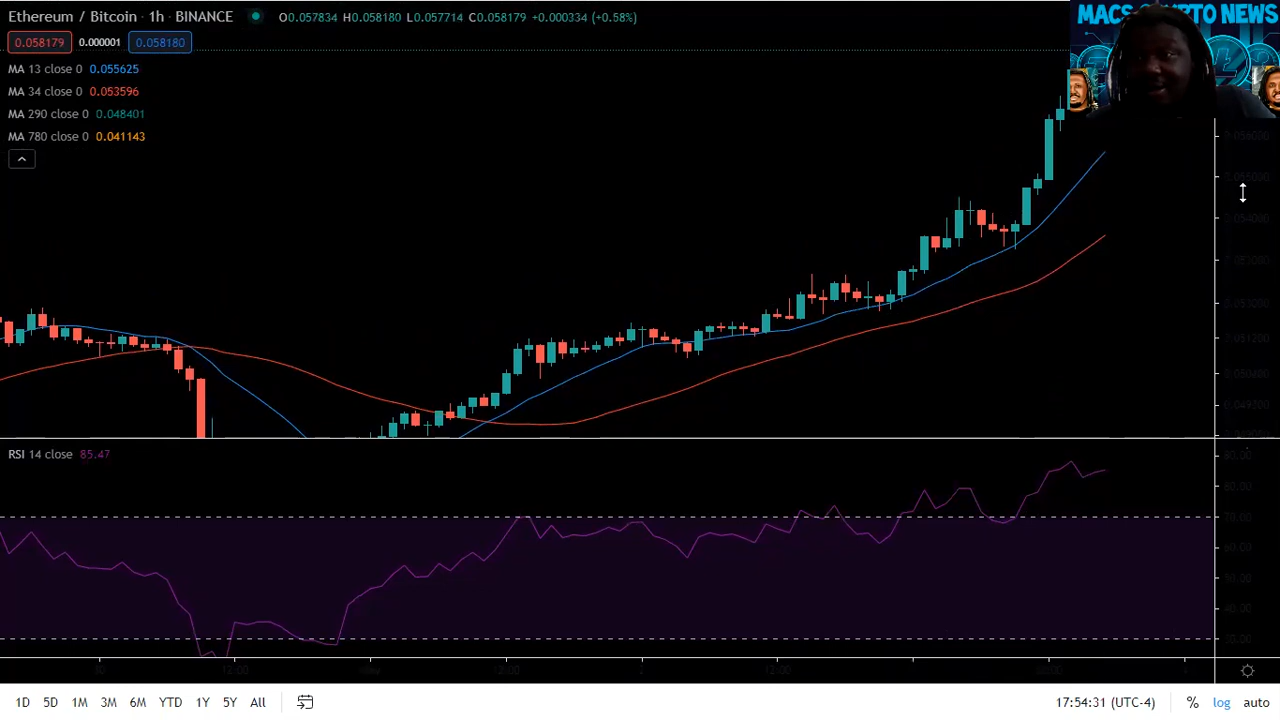 Ethereum / Bitcoin · 1h · BINANCE O0.057834 H0.058180 L0.057714 C0.058179 +0.000334 (+0.58%)
MACS CRYPTO NEWS
0.058179 0.000001 0.058180
MA 13 close 0 0.055625
MA 34 close 0 0.053596
MA 290 close 0 0.048401
MA 780 close 0 0.041143
RSI 14 close 85.47
1D 5D 1M 3M 6M YTD 1Y 5Y All 17:54:31 (UTC-4) % log auto